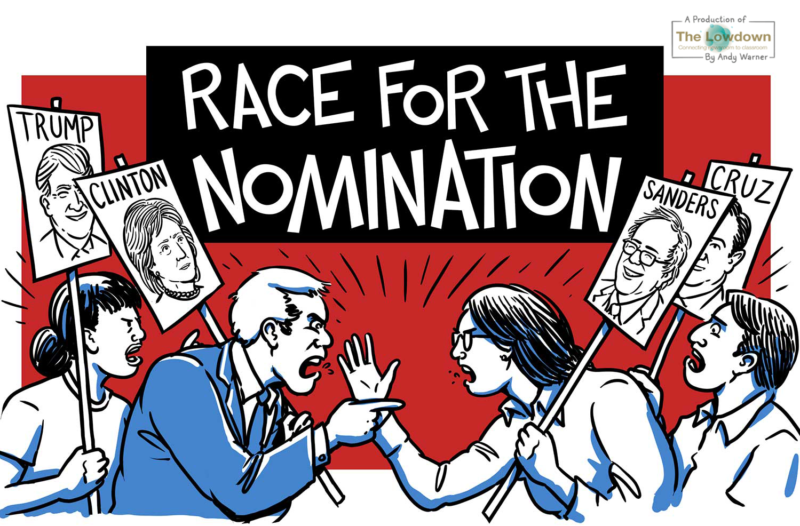 A Production of
The Lowdown
By Andy Warner
RACE FOR THE
NOMINATION
TRUMP
CLINTON
SANDERS
CRUZ